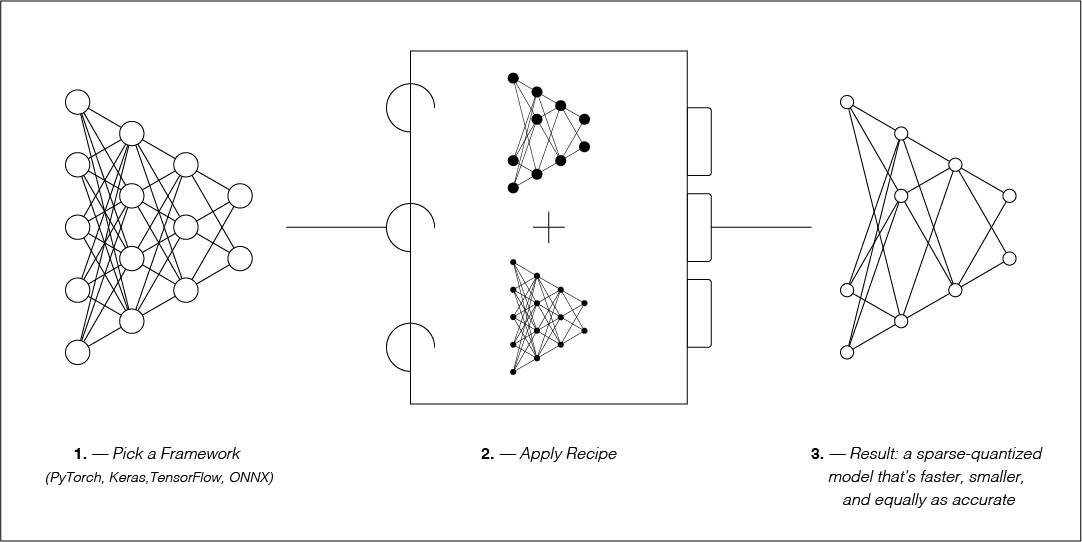 1. — Pick a Framework
(PyTorch, Keras,TensorFlow, ONNX)
2. — Apply Recipe
3. — Result: a sparse-quantized
model that's faster, smaller,
and equally as accurate